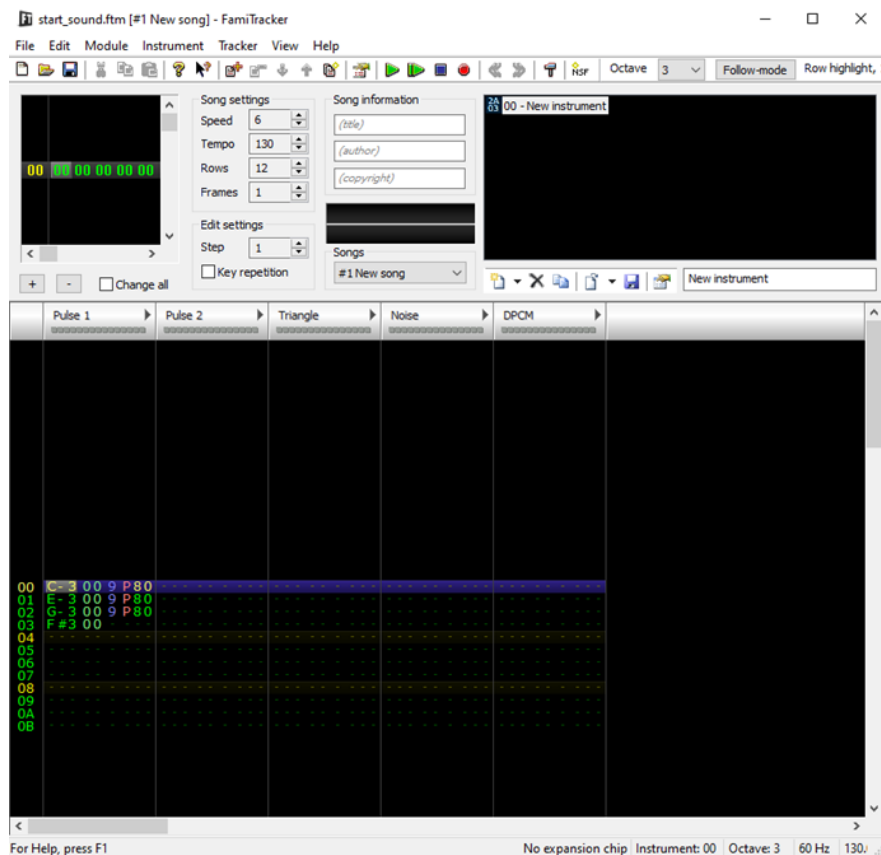 start_sound.ftm [#1 New song] - FamiTracker
File Edit Module Instrument Tracker View Help
NSF Octave 3 Follow-mode Row highlight,
Song settings
Speed 6
Tempo 130
Rows 12
Frames 1
Song information
(title)
(author)
(copyright)
2A03 00 - New instrument
00 00 00 00 00 00
Edit settings
Step 1
Key repetition
Songs
#1 New song
+ - Change all
New instrument
Pulse 1 Pulse 2 Triangle Noise DPCM
00 C-3 00 9 P80
01 E-3 00 9 P80
02 G-3 00 9 P80
03 F#3 00
04
05
06
07
08
09
0A
0B
For Help, press F1 No expansion chip Instrument: 00 Octave: 3 60 Hz 130.